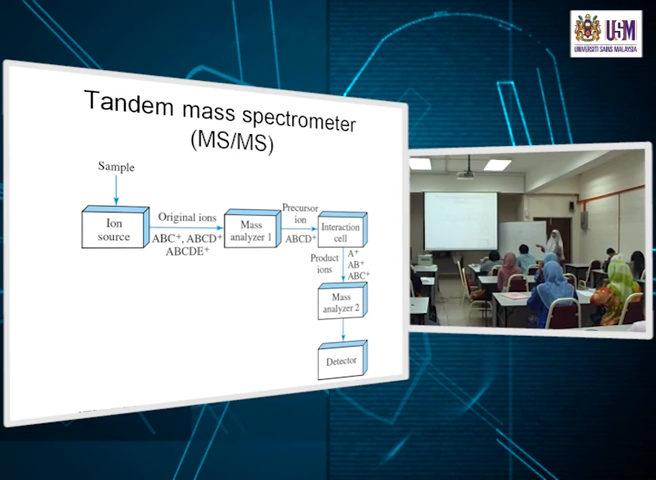 USM
UNIVERSITI SAINS MALAYSIA
Tandem mass spectrometer
(MS/MS)
Sample
Ion
source
Original ions
ABC⁺, ABCD⁺
ABCDE⁺
Mass
analyzer 1
Precursor
ion
ABCD⁺
Interaction
cell
Product
ions
A⁺
AB⁺
ABC⁺
Mass
analyzer 2
Detector